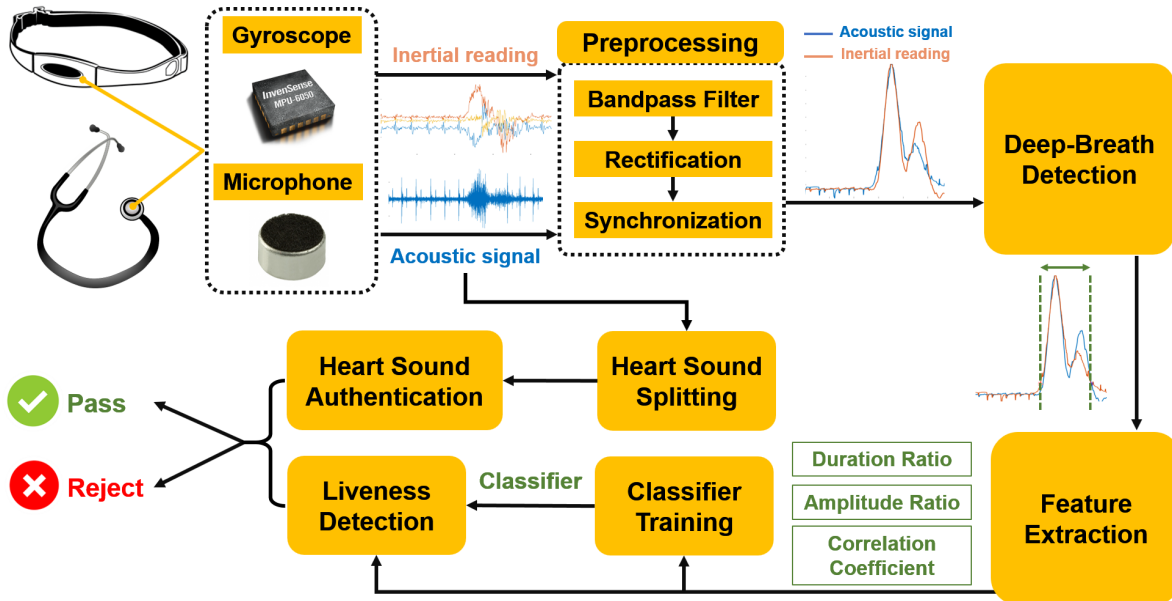 Gyroscope
InvenSense
MPU-6050
Microphone
Inertial reading
Acoustic signal
Preprocessing
Bandpass Filter
Rectification
Synchronization
Acoustic signal
Inertial reading
Deep-Breath
Detection
Heart Sound
Authentication
Heart Sound
Splitting
Pass
Reject
Liveness
Detection
Classifier
Classifier
Training
Duration Ratio
Amplitude Ratio
Correlation
Coefficient
Feature
Extraction